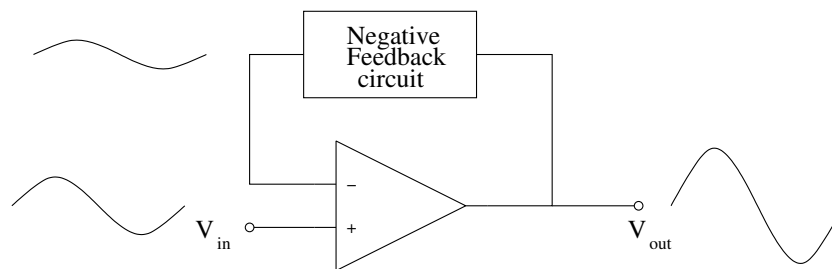 Negative
Feedback
circuit
−
+
V in
V out